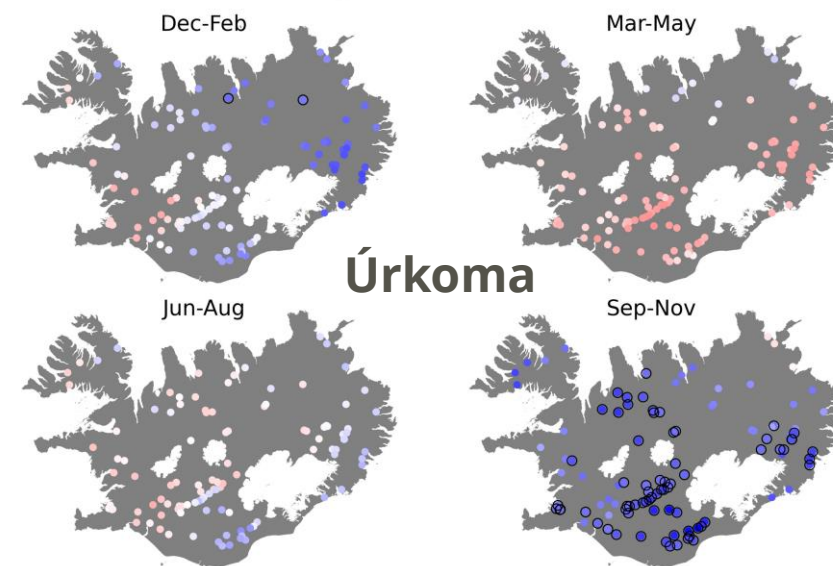 Dec-Feb
Mar-May
Úrkoma
Jun-Aug
Sep-Nov